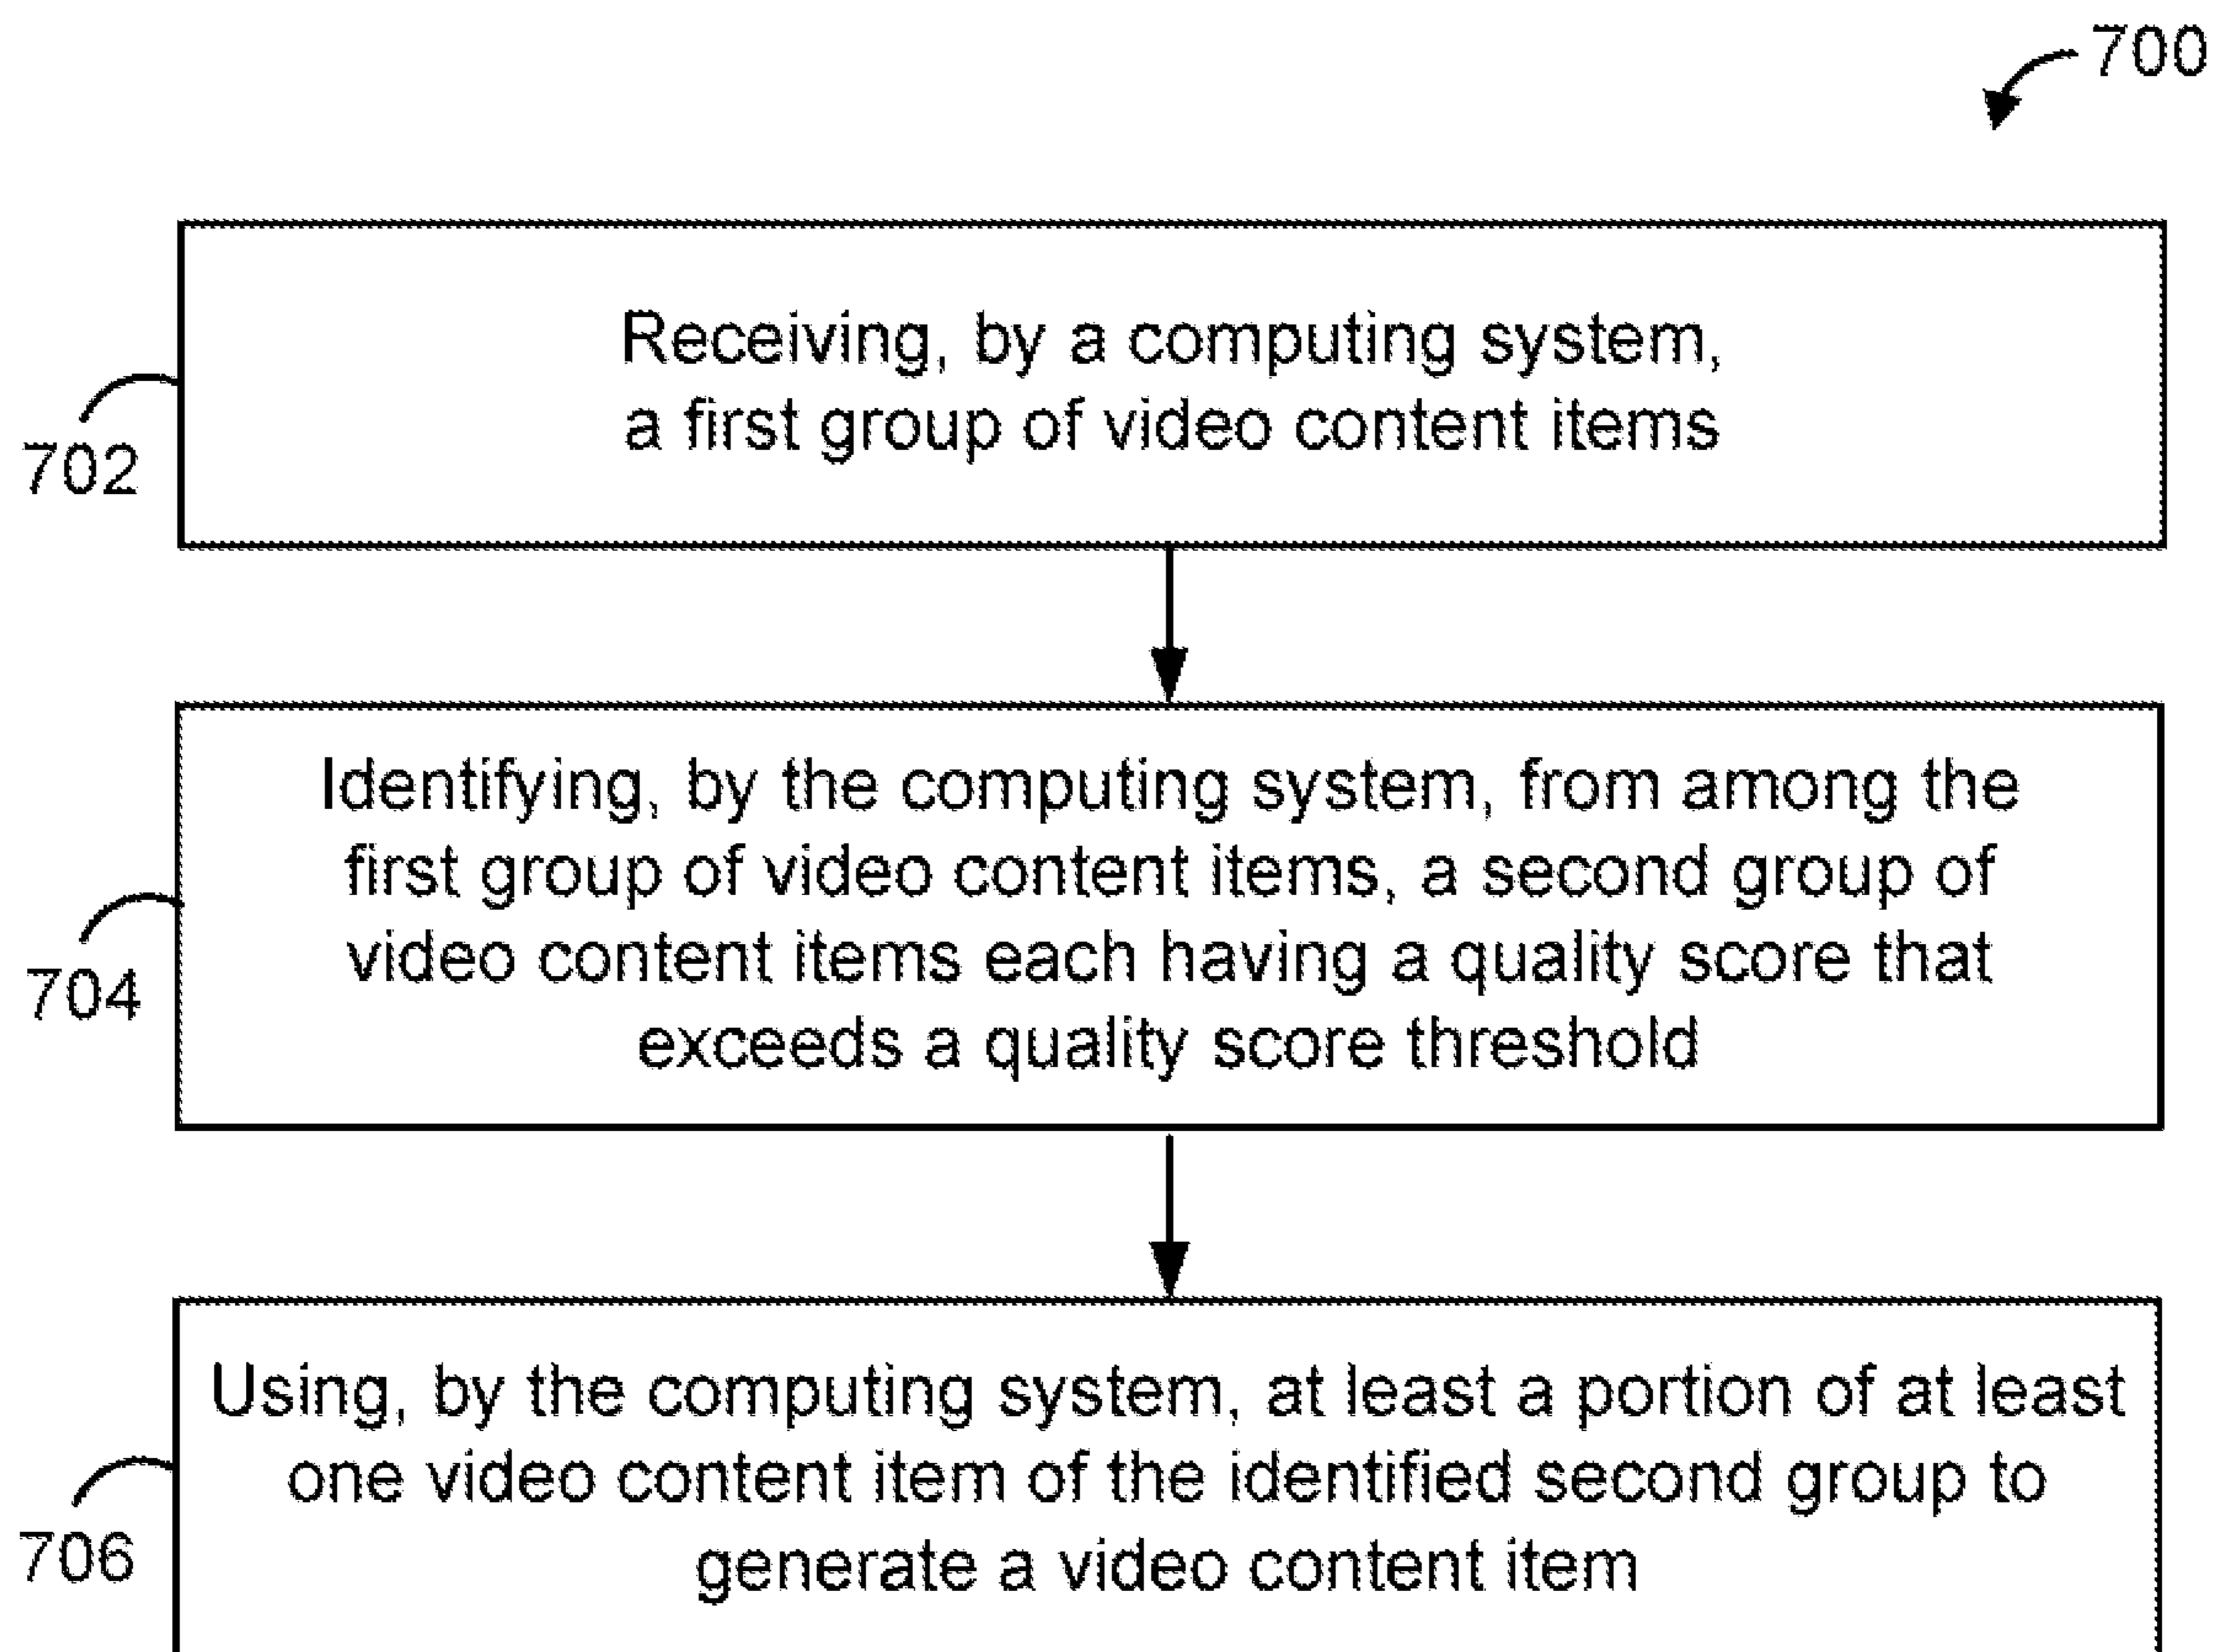 700
Receiving, by a computing system,
a first group of video content items
702
Identifying, by the computing system, from among the
first group of video content items, a second group of
video content items each having a quality score that
exceeds a quality score threshold
704
Using, by the computing system, at least a portion of at least
one video content item of the identified second group to
generate a video content item
706